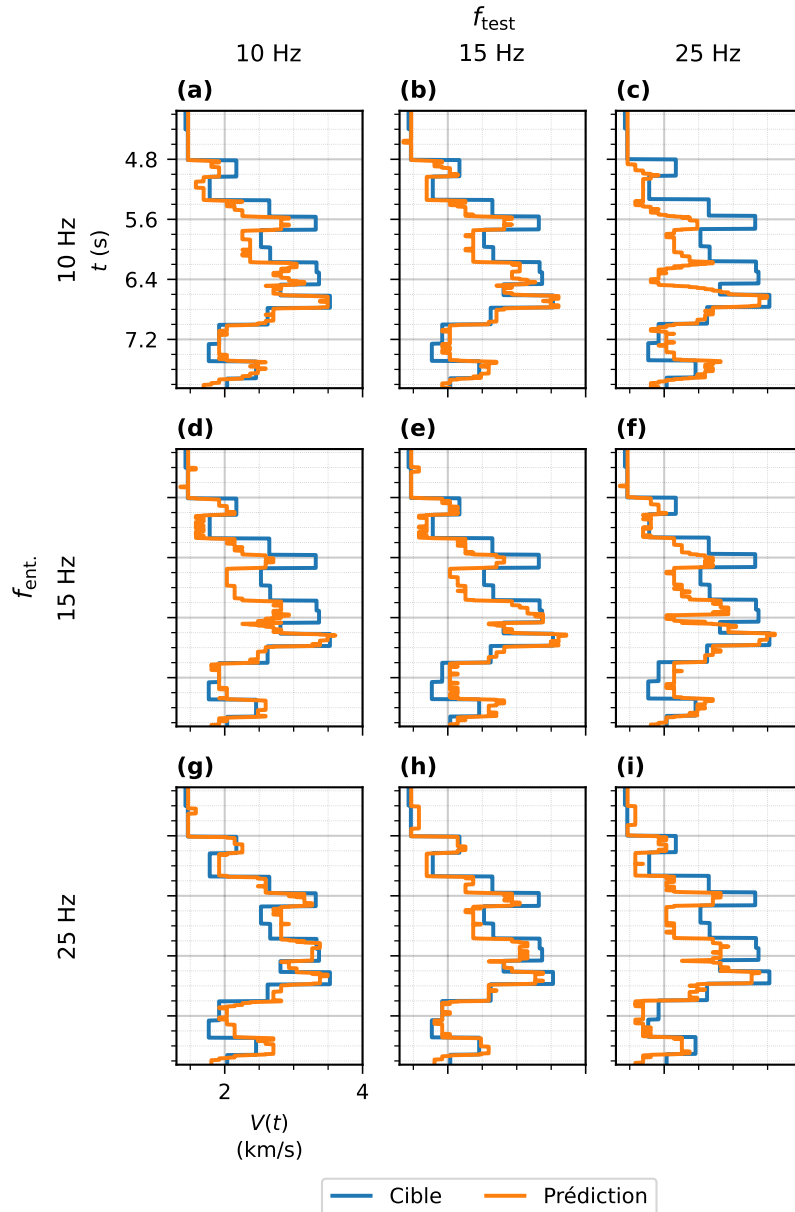 f_test
10 Hz 15 Hz 25 Hz
(a) (b) (c)
4.8
5.6
6.4
7.2
t (s)
10 Hz
(d) (e) (f)
f_ent.
15 Hz
(g) (h) (i)
25 Hz
2 4
V(t)
(km/s)
Cible Prédiction